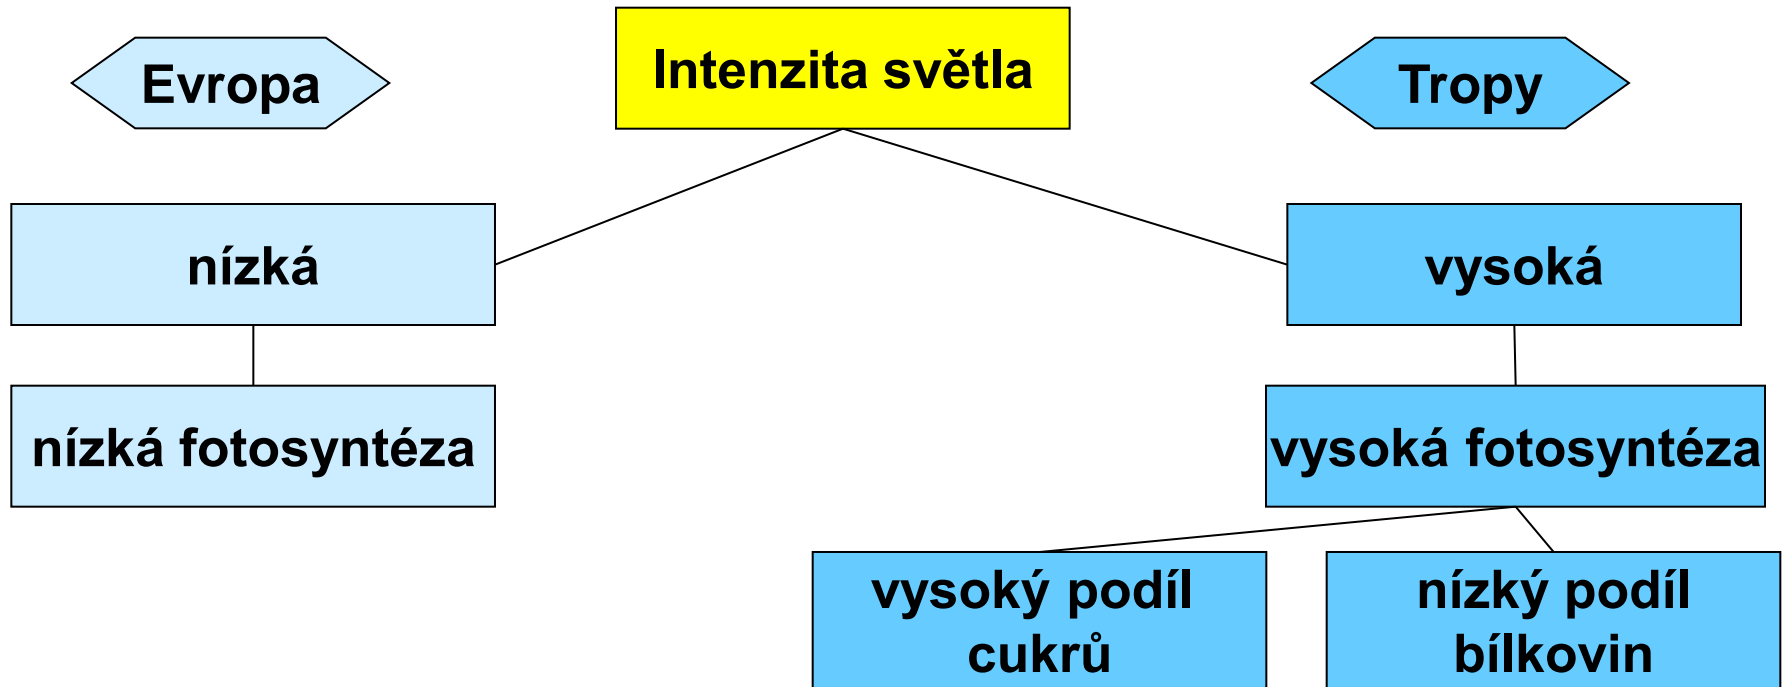 Evropa
Intenzita světla
Tropy
nízká
vysoká
nízká fotosyntéza
vysoká fotosyntéza
vysoký podíl
cukrů
nízký podíl
bílkovin